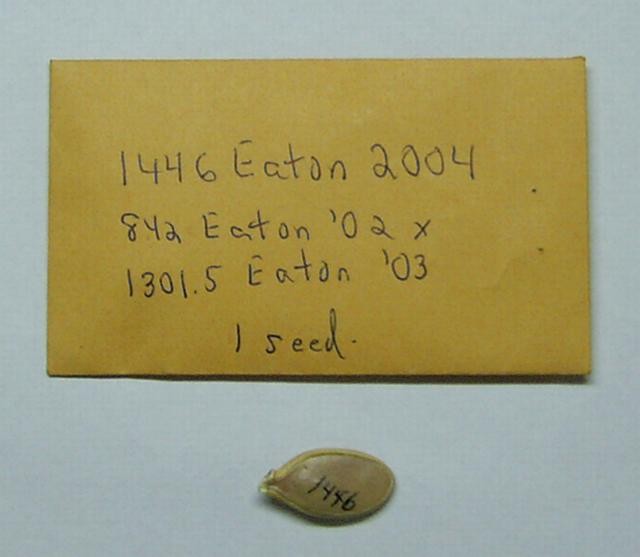 1446 Eaton 2004
842 Eaton '02 x
1301.5 Eaton '03
1 seed.
1446